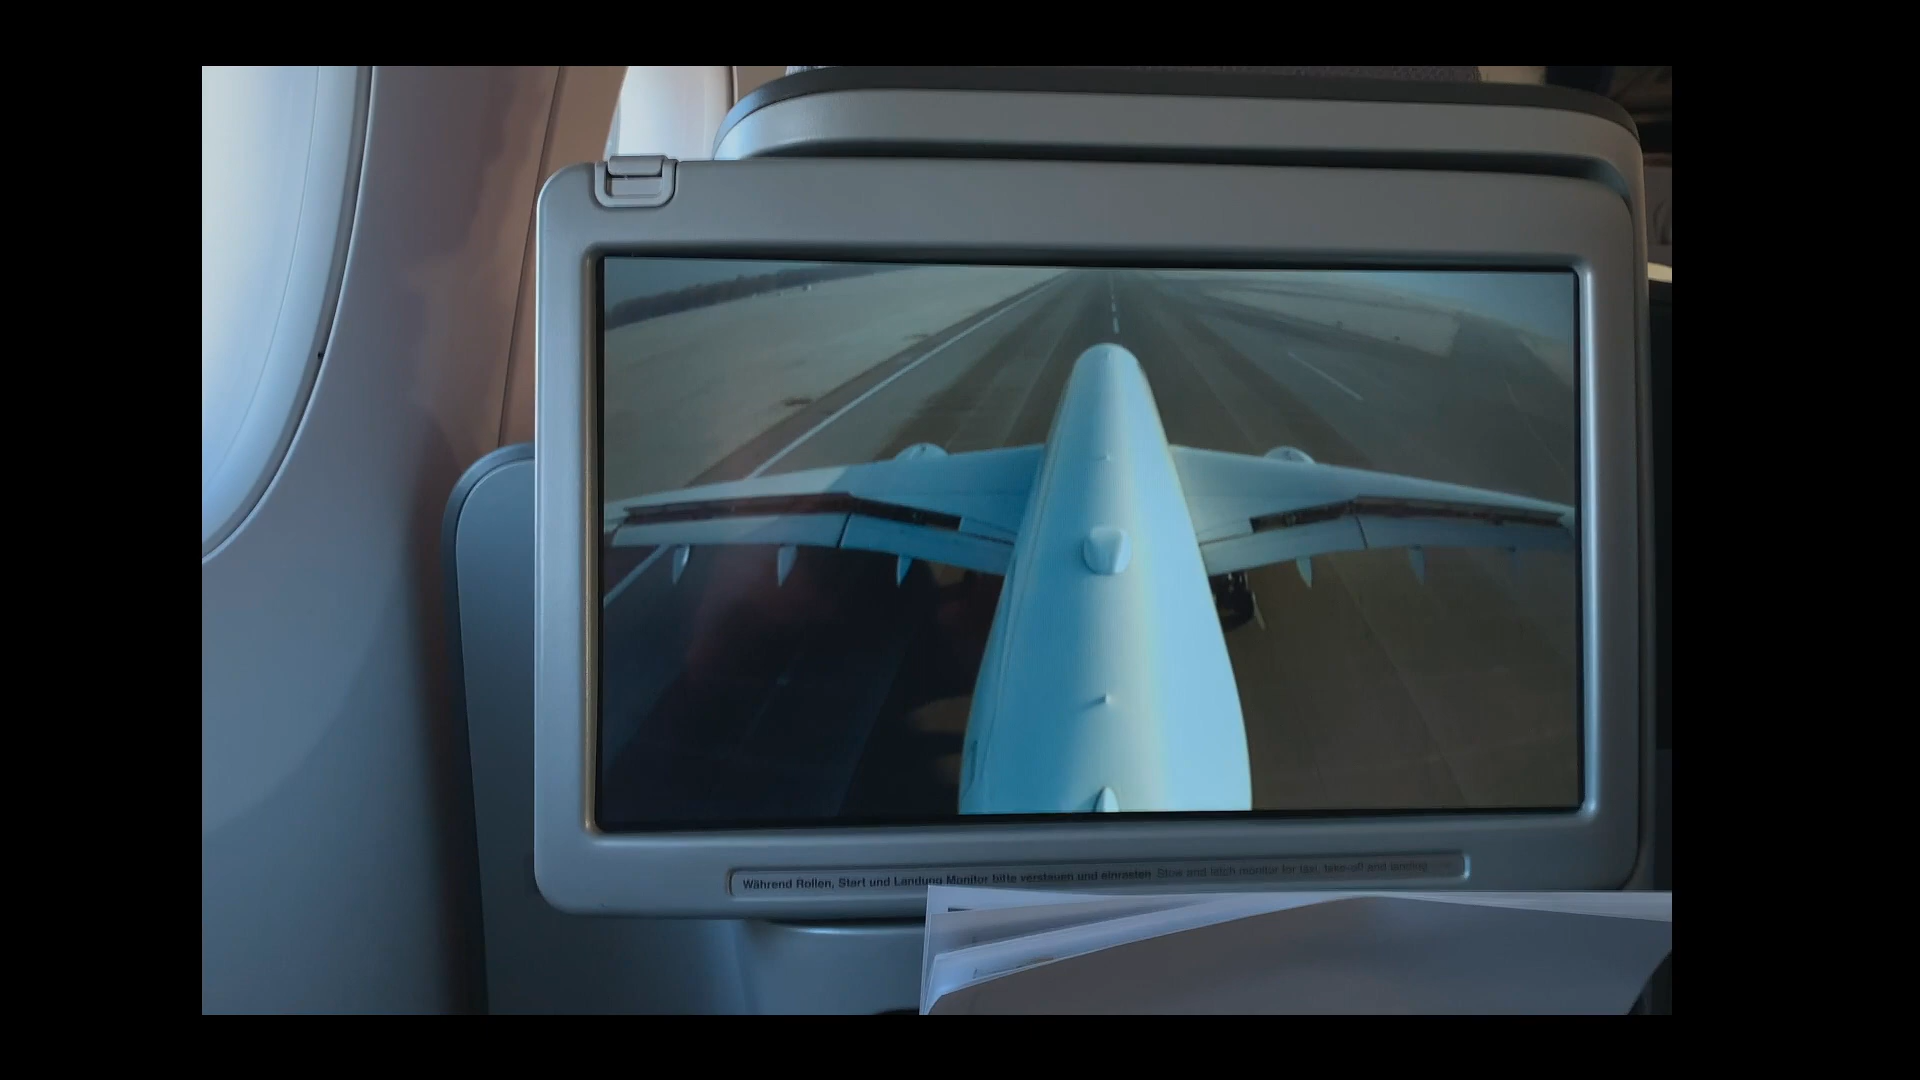 Während Rollen, Start und Landung Monitor bitte verstauen und einrasten Stow and latch monitor for taxi, take-off and landing